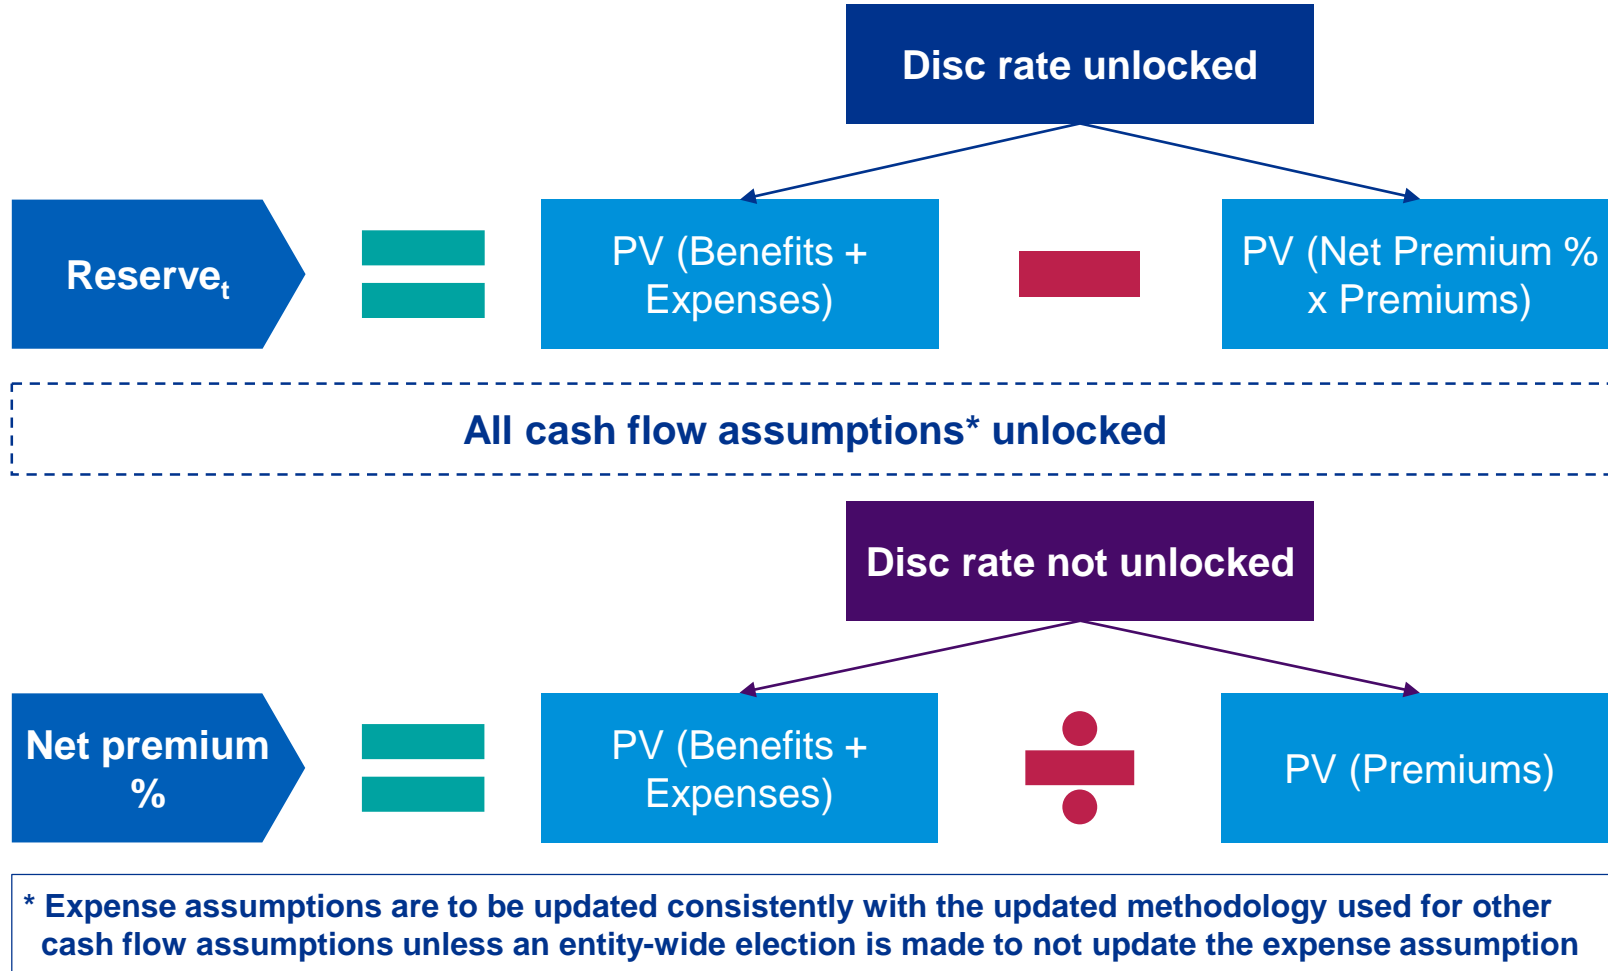 Disc rate unlocked
Reserve_t
PV (Benefits +
Expenses)
PV (Net Premium %
x Premiums)
All cash flow assumptions* unlocked
Disc rate not unlocked
Net premium
%
PV (Benefits +
Expenses)
PV (Premiums)
* Expense assumptions are to be updated consistently with the updated methodology used for other
cash flow assumptions unless an entity-wide election is made to not update the expense assumption